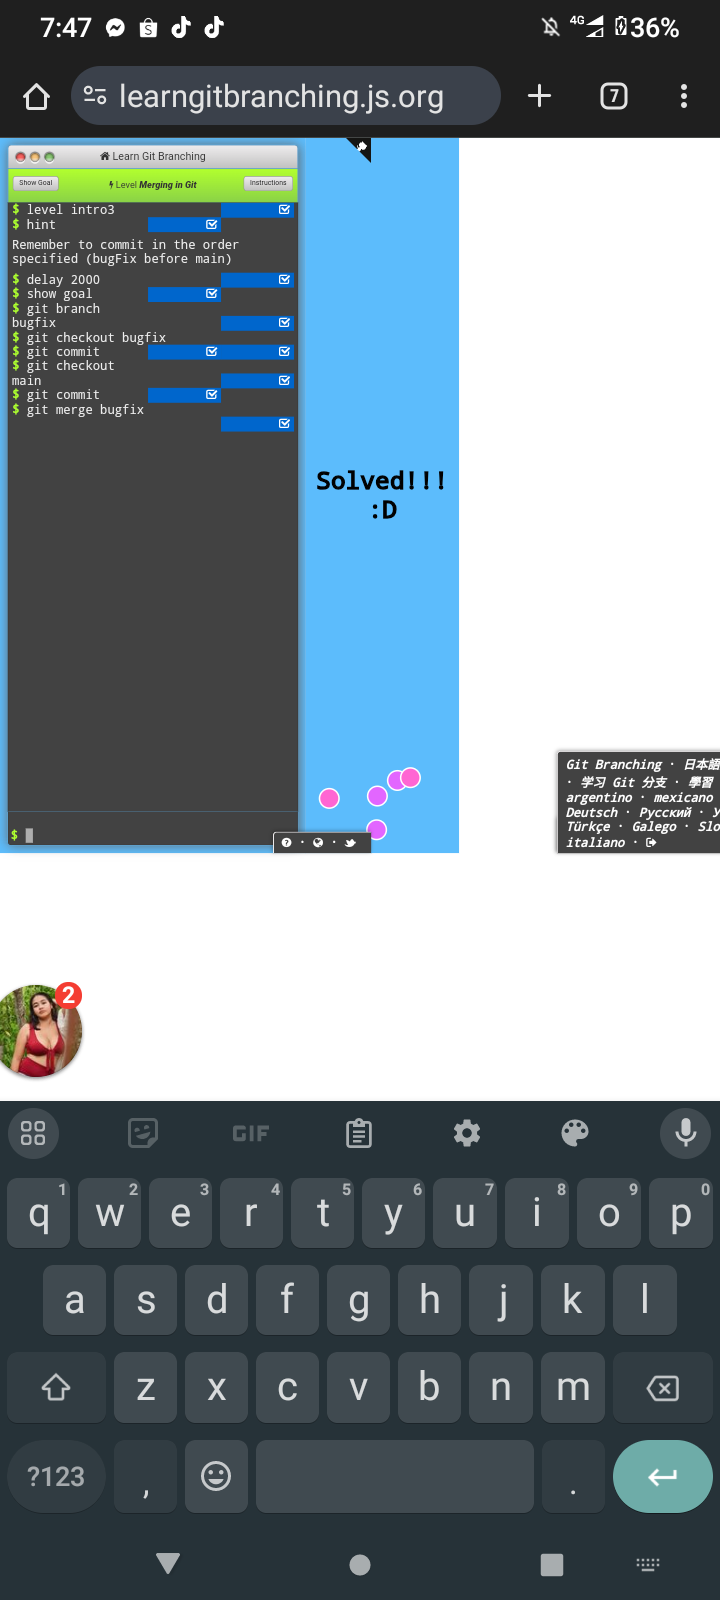 7:47
4G
36%
learngitbranching.js.org
7
Learn Git Branching
Show Goal
Level Merging in Git
Instructions
$ level intro3
$ hint
Remember to commit in the order
specified (bugFix before main)
$ delay 2000
$ show goal
$ git branch
bugfix
$ git checkout bugfix
$ git commit
$ git checkout
main
$ git commit
$ git merge bugfix
Solved!!!
:D
$
Git Branching · 日本語
· 学习 Git 分支 · 學習
argentino · mexicano
Deutsch · Русский ·
Türkçe · Galego · Slo
italiano ·
2
GIF
1 2 3 4 5 6 7 8 9 0
q w e r t y u i o p
a s d f g h j k l
z x c v b n m
?123 , .